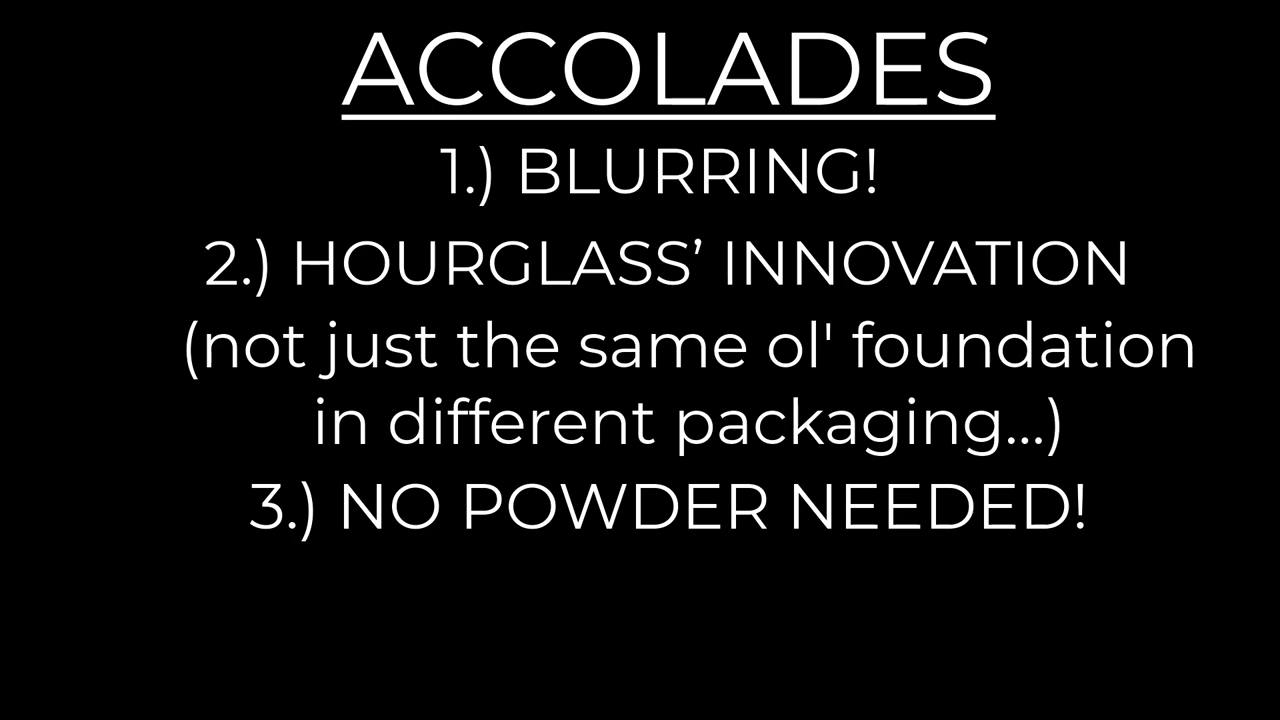 ACCOLADES
1.) BLURRING!
2.) HOURGLASS’ INNOVATION
(not just the same ol' foundation
in different packaging...)
3.) NO POWDER NEEDED!